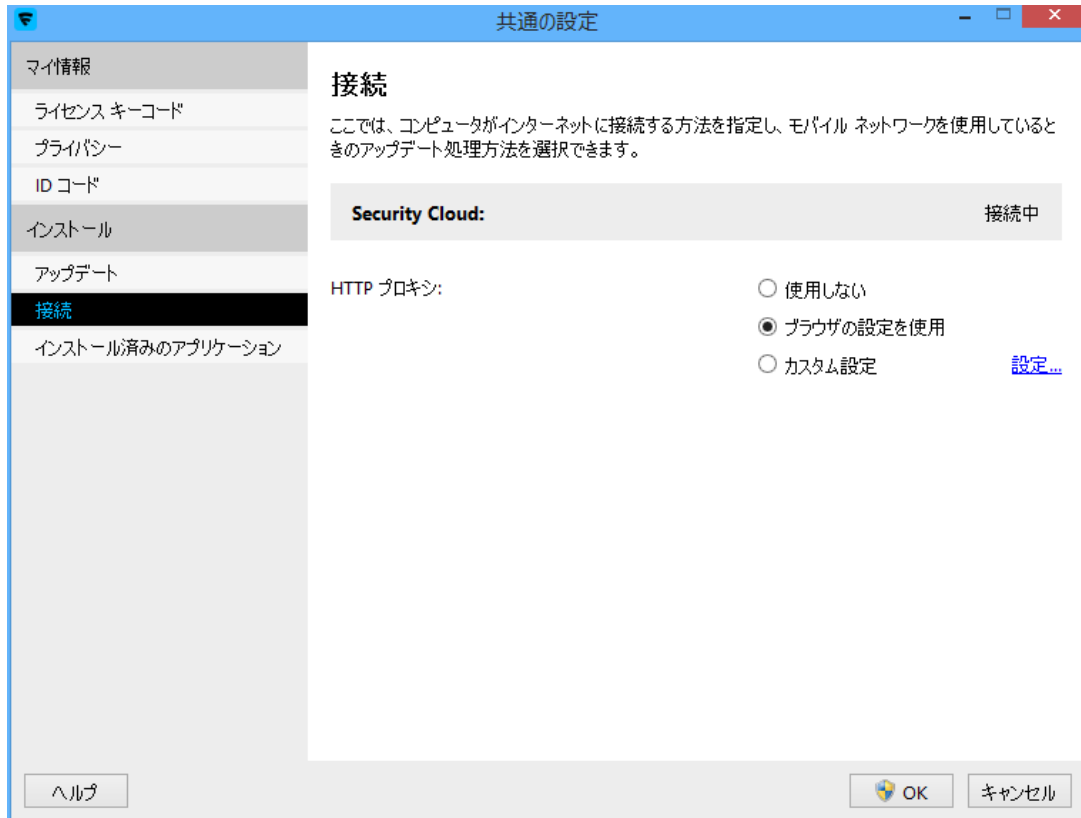 共通の設定
マイ情報
ライセンス キーコード
プライバシー
ID コード
インストール
アップデート
接続
インストール済みのアプリケーション
接続
ここでは、コンピュータがインターネットに接続する方法を指定し、モバイル ネットワークを使用していると
きのアップデート処理方法を選択できます。
Security Cloud: 接続中
HTTP プロキシ: 使用しない
ブラウザの設定を使用
カスタム設定 設定...
ヘルプ OK キャンセル